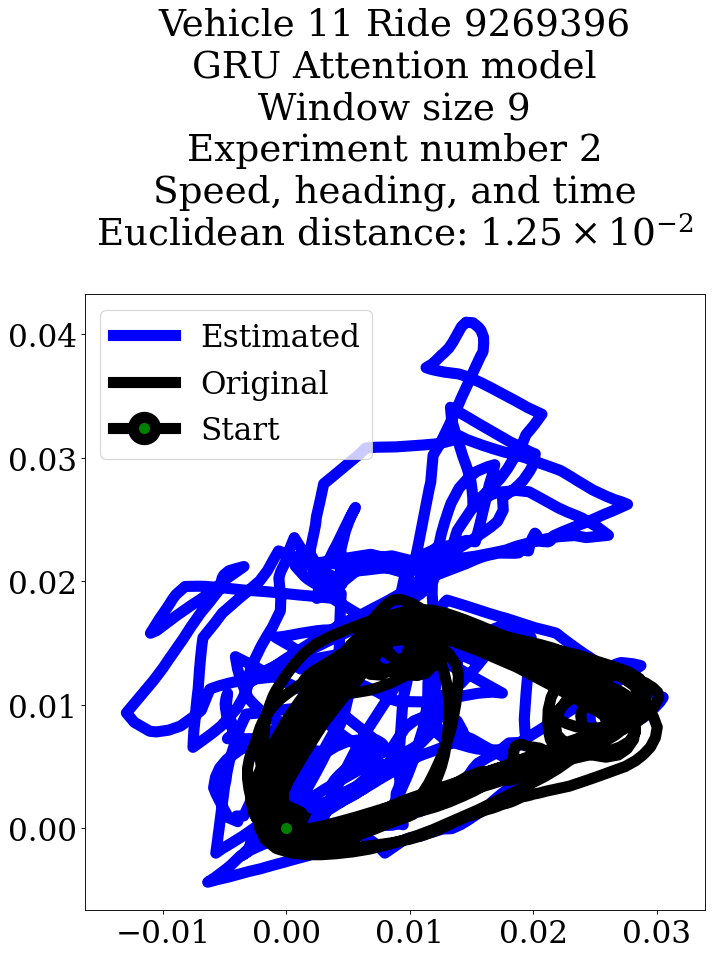 Vehicle 11 Ride 9269396
GRU Attention model
Window size 9
Experiment number 2
Speed, heading, and time
Euclidean distance: 1.25 × 10⁻²
Estimated
Original
Start
0.04
0.03
0.02
0.01
0.00
−0.01 0.00 0.01 0.02 0.03